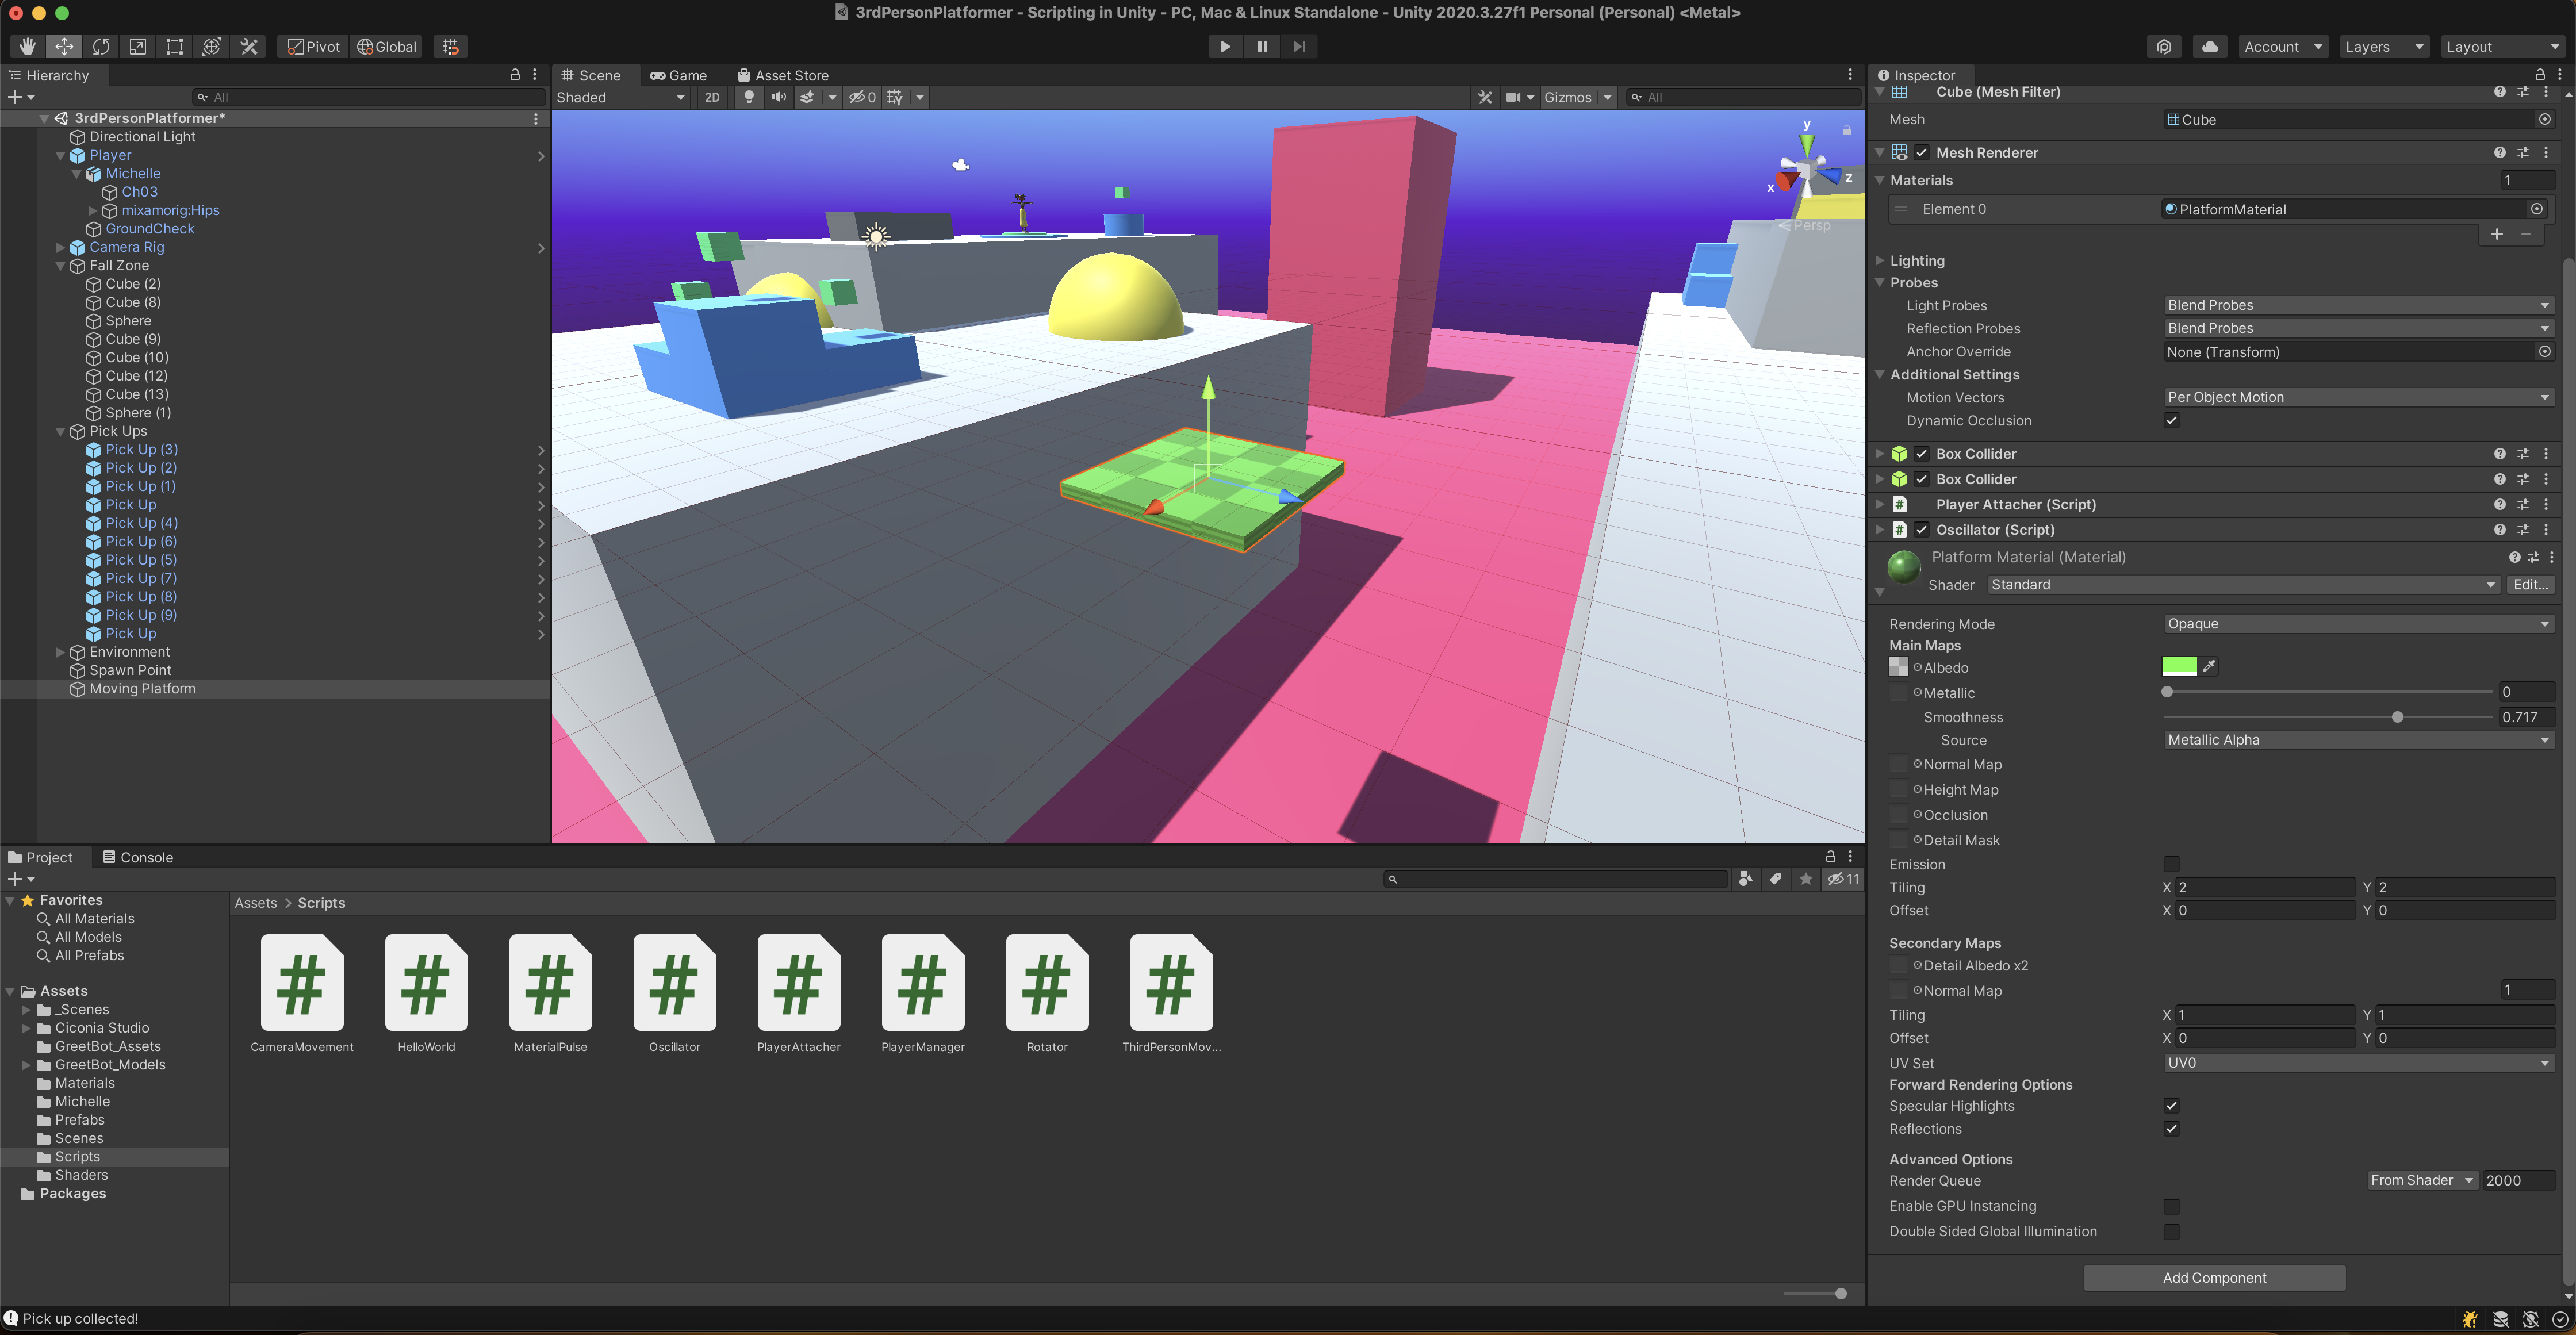 3rdPersonPlatformer - Scripting in Unity - PC, Mac & Linux Standalone - Unity 2020.3.27f1 Personal (Personal) <Metal>
Pivot Global Account Layers Layout
Hierarchy
All
3rdPersonPlatformer*
Directional Light
Player
Michelle
Ch03
mixamorig:Hips
GroundCheck
Camera Rig
Fall Zone
Cube (2)
Cube (8)
Sphere
Cube (9)
Cube (10)
Cube (12)
Cube (13)
Sphere (1)
Pick Ups
Pick Up (3)
Pick Up (2)
Pick Up (1)
Pick Up
Pick Up (4)
Pick Up (6)
Pick Up (5)
Pick Up (7)
Pick Up (8)
Pick Up (9)
Pick Up
Environment
Spawn Point
Moving Platform
Scene Game Asset Store
Shaded 2D 0 Gizmos All
y
x
z
Persp
Inspector
Cube (Mesh Filter)
Mesh Cube
Mesh Renderer
Materials 1
Element 0 PlatformMaterial
Lighting
Probes
Light Probes Blend Probes
Reflection Probes Blend Probes
Anchor Override None (Transform)
Additional Settings
Motion Vectors Per Object Motion
Dynamic Occlusion
Box Collider
Box Collider
Player Attacher (Script)
Oscillator (Script)
Platform Material (Material)
Shader Standard Edit...
Rendering Mode Opaque
Main Maps
Albedo
Metallic 0
Smoothness 0.717
Source Metallic Alpha
Normal Map
Height Map
Occlusion
Detail Mask
Emission
Tiling X 2 Y 2
Offset X 0 Y 0
Secondary Maps
Detail Albedo x2
Normal Map 1
Tiling X 1 Y 1
Offset X 0 Y 0
UV Set UV0
Forward Rendering Options
Specular Highlights
Reflections
Advanced Options
Render Queue From Shader 2000
Enable GPU Instancing
Double Sided Global Illumination
Add Component
Project Console
11
Favorites
All Materials
All Models
All Prefabs
Assets
_Scenes
Ciconia Studio
GreetBot_Assets
GreetBot_Models
Materials
Michelle
Prefabs
Scenes
Scripts
Shaders
Packages
Assets > Scripts
CameraMovement HelloWorld MaterialPulse Oscillator PlayerAttacher PlayerManager Rotator ThirdPersonMov...
Pick up collected!